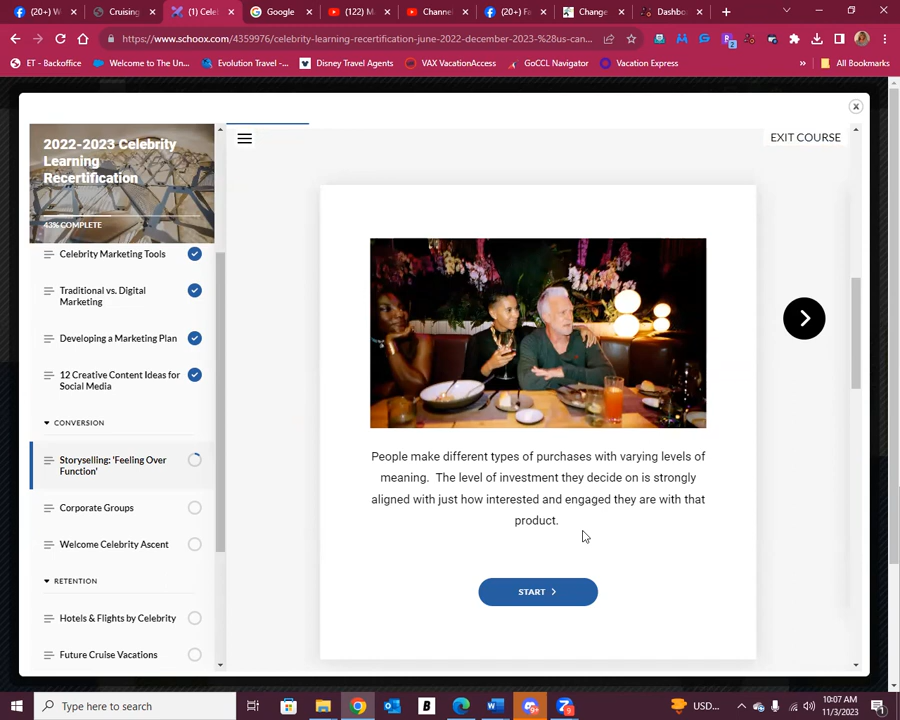 (20+) W
Cruising
(1) Cele
Google
(122) M
Channe
(20+) Fa
Change
Dashbo
https://www.schoox.com/4359976/celebrity-learning-recertification-june-2022-december-2023-%28us-can...
ET - Backoffice
Welcome to The Un...
Evolution Travel -...
Disney Travel Agents
VAX VacationAccess
GoCCL Navigator
Vacation Express
»
All Bookmarks
2022-2023 Celebrity
Learning
Recertification
43% COMPLETE
EXIT COURSE
Celebrity Marketing Tools
Traditional vs. Digital
Marketing
Developing a Marketing Plan
12 Creative Content Ideas for
Social Media
CONVERSION
Storyselling: 'Feeling Over
Function'
Corporate Groups
Welcome Celebrity Ascent
RETENTION
Hotels & Flights by Celebrity
Future Cruise Vacations
People make different types of purchases with varying levels of
meaning. The level of investment they decide on is strongly
aligned with just how interested and engaged they are with that
product.
START
Type here to search
USD...
10:07 AM
11/3/2023